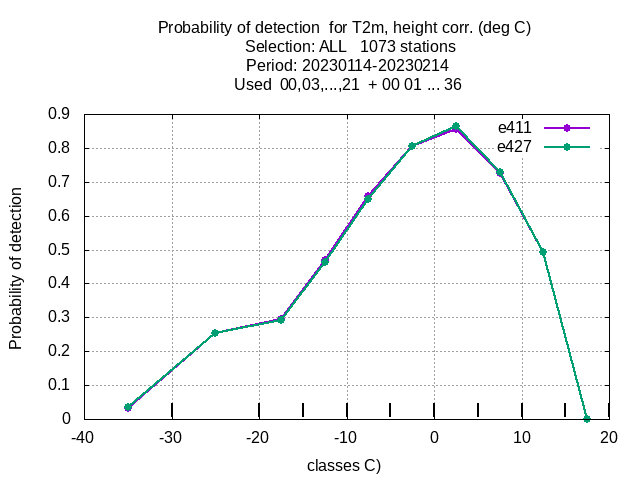 Probability of detection  for T2m, height corr. (deg C)
Selection: ALL   1073 stations
Period: 20230114-20230214
Used  00,03,...,21  + 00 01 ... 36
e411
e427
0.9
0.8
0.7
0.6
0.5
0.4
0.3
0.2
0.1
0
Probability of detection
-40 -30 -20 -10 0 10 20
classes C)